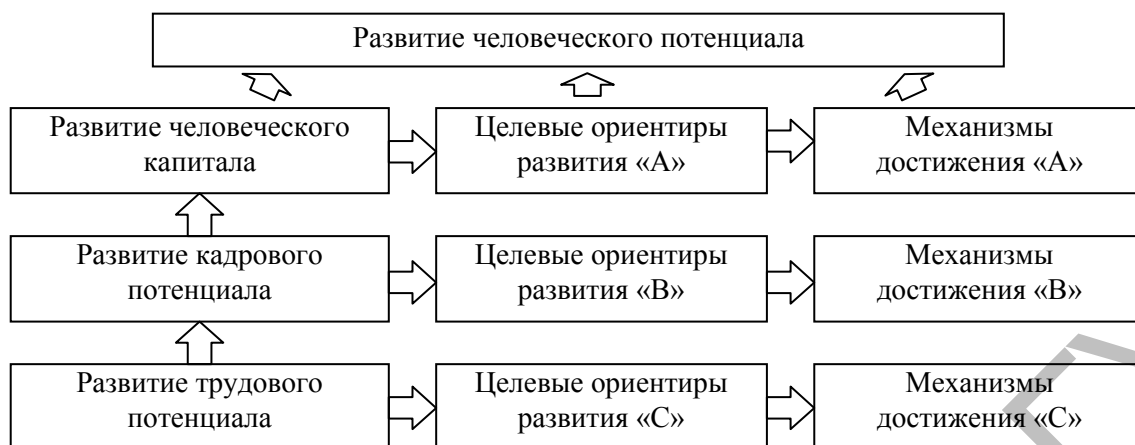 Развитие человеческого потенциала
Развитие человеческого
капитала
Целевые ориентиры
развития «А»
Механизмы
достижения «А»
Развитие кадрового
потенциала
Целевые ориентиры
развития «В»
Механизмы
достижения «В»
Развитие трудового
потенциала
Целевые ориентиры
развития «С»
Механизмы
достижения «С»